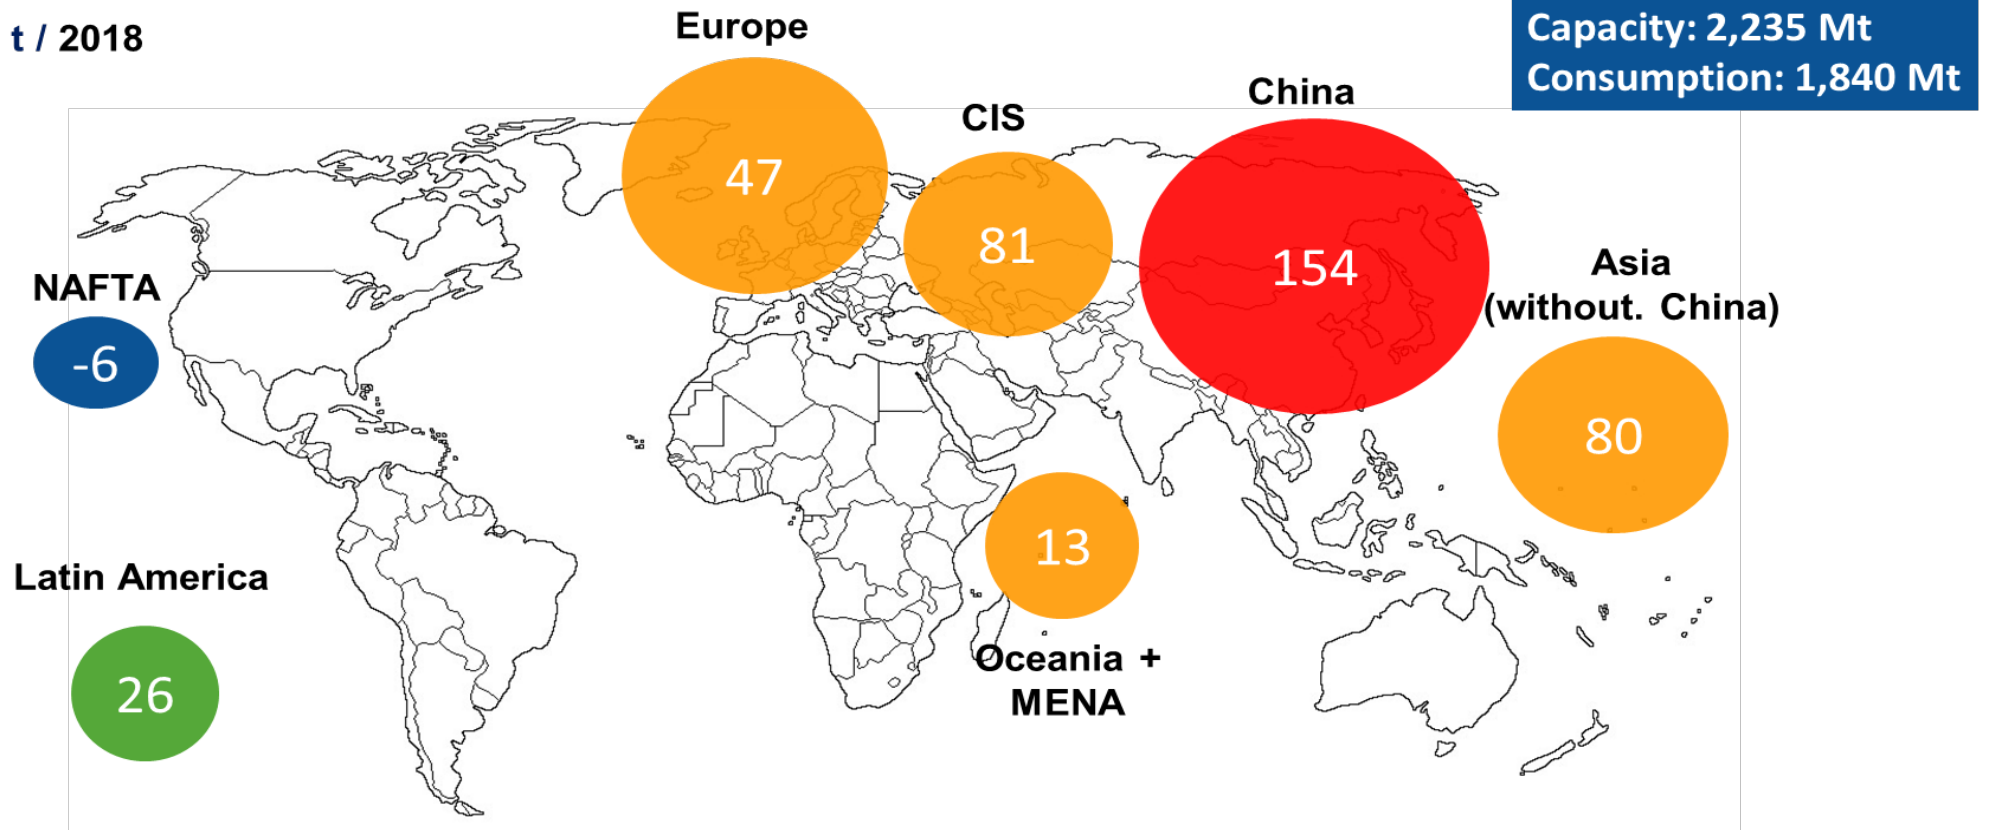 t / 2018
Europe
Capacity: 2,235 Mt
Consumption: 1,840 Mt
China
CIS
47
81
154
Asia
(without. China)
NAFTA
-6
80
13
Latin America
26
Oceania +
MENA